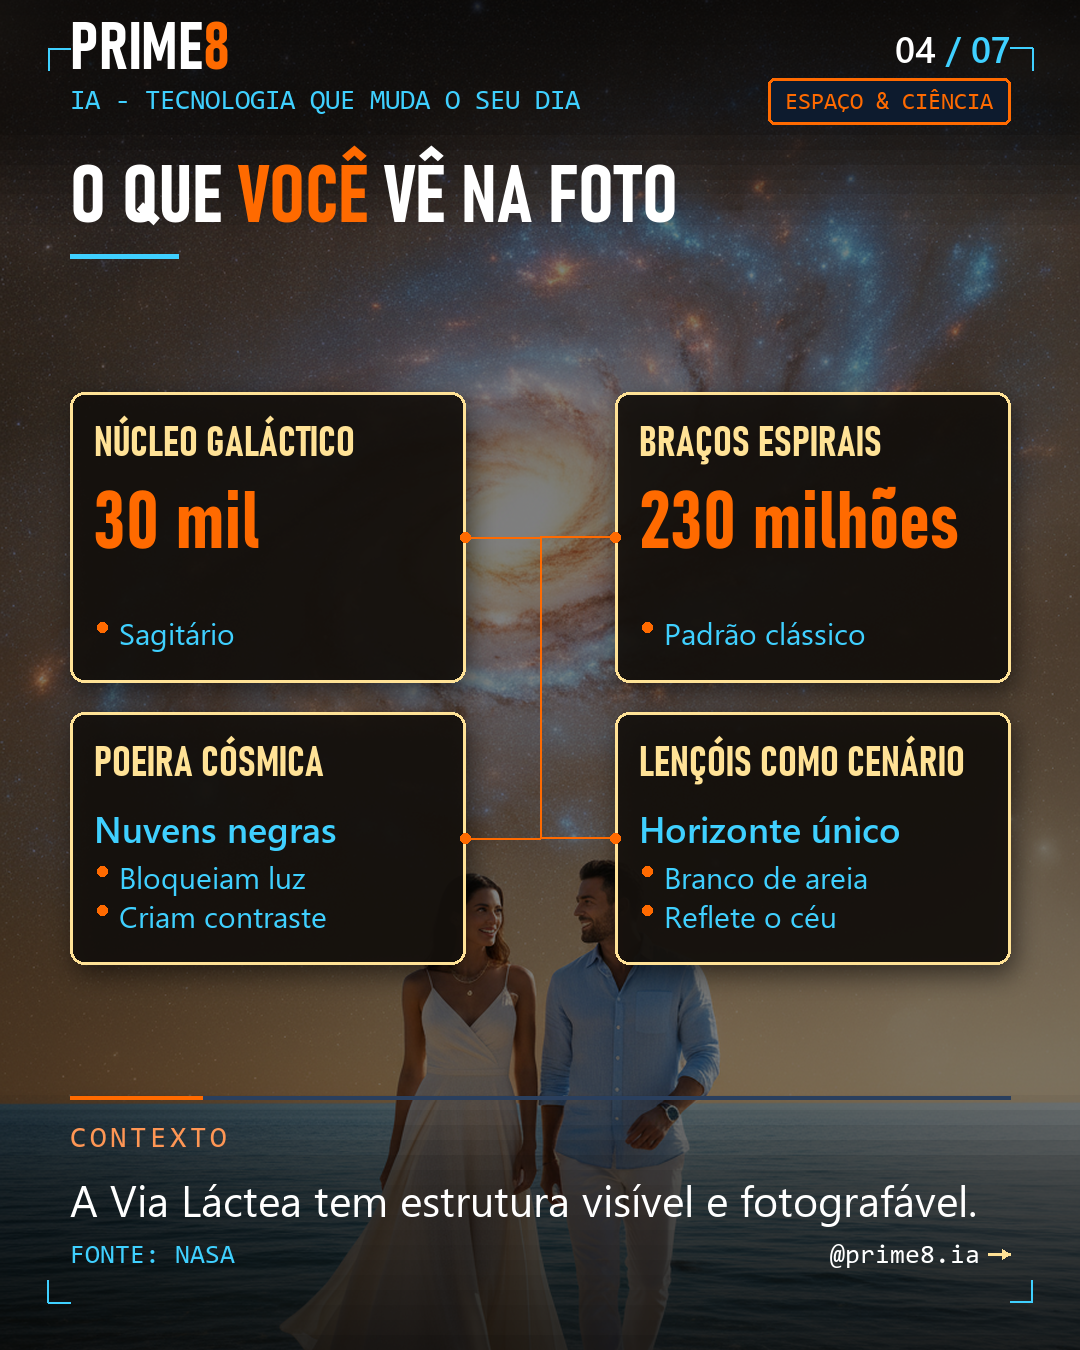 PRIME8
IA - TECNOLOGIA QUE MUDA O SEU DIA
04 / 07
ESPAÇO & CIÊNCIA
O QUE VOCÊ VÊ NA FOTO
NÚCLEO GALÁCTICO
30 mil
Sagitário
BRAÇOS ESPIRAIS
230 milhões
Padrão clássico
POEIRA CÓSMICA
Nuvens negras
Bloqueiam luz
Criam contraste
LENÇÓIS COMO CENÁRIO
Horizonte único
Branco de areia
Reflete o céu
CONTEXTO
A Via Láctea tem estrutura visível e fotografável.
FONTE: NASA
@prime8.ia